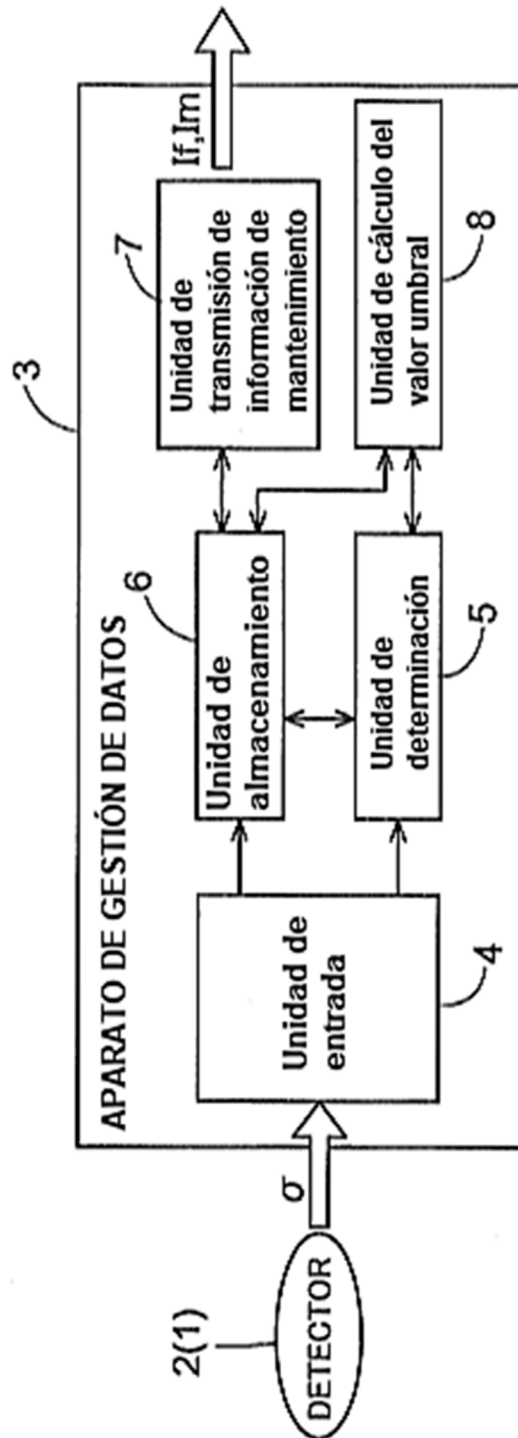 3
APARATO DE GESTIÓN DE DATOS
2(1)
DETECTOR
σ
Unidad de
entrada
4
6
Unidad de
almacenamiento
Unidad de
determinación
5
7
Unidad de
transmisión de
información de
mantenimiento
If,Im
Unidad de cálculo del
valor umbral
8